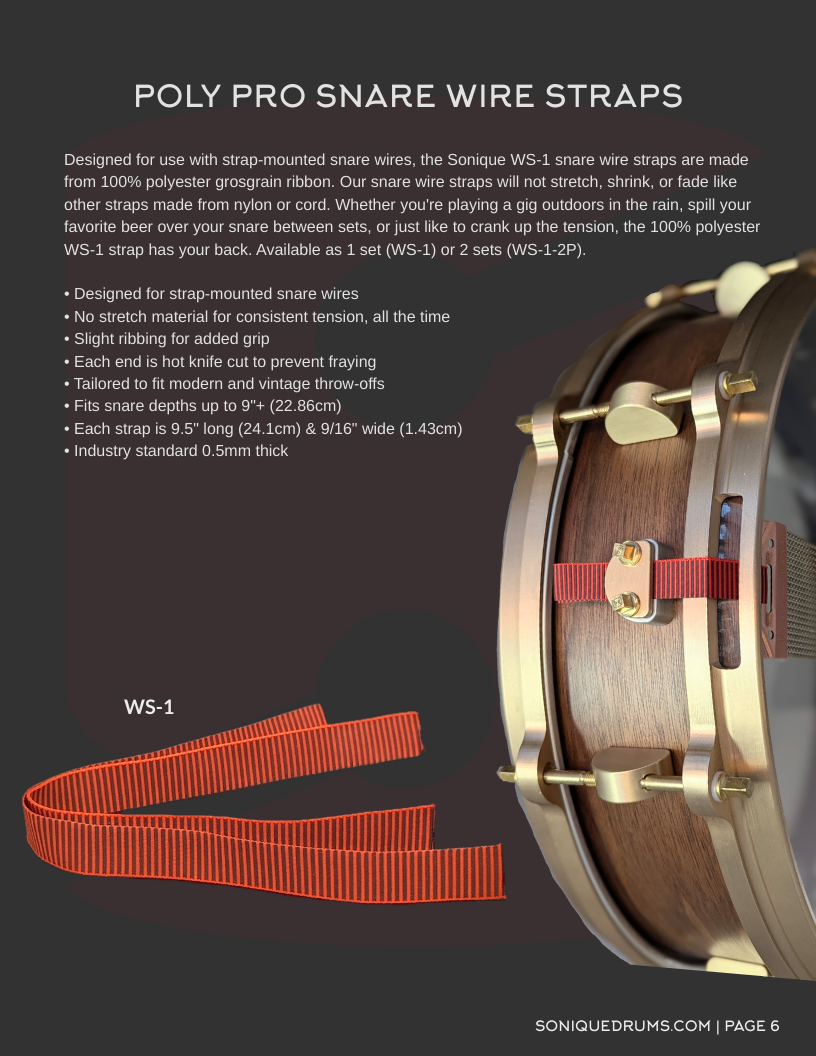 POLY PRO SNARE WIRE STRAPS
Designed for use with strap-mounted snare wires, the Sonique WS-1 snare wire straps are made
from 100% polyester grosgrain ribbon. Our snare wire straps will not stretch, shrink, or fade like
other straps made from nylon or cord. Whether you're playing a gig outdoors in the rain, spill your
favorite beer over your snare between sets, or just like to crank up the tension, the 100% polyester
WS-1 strap has your back. Available as 1 set (WS-1) or 2 sets (WS-1-2P).
• Designed for strap-mounted snare wires
• No stretch material for consistent tension, all the time
• Slight ribbing for added grip
• Each end is hot knife cut to prevent fraying
• Tailored to fit modern and vintage throw-offs
• Fits snare depths up to 9"+ (22.86cm)
• Each strap is 9.5" long (24.1cm) & 9/16" wide (1.43cm)
• Industry standard 0.5mm thick
WS-1
SONIQUEDRUMS.COM | PAGE 6